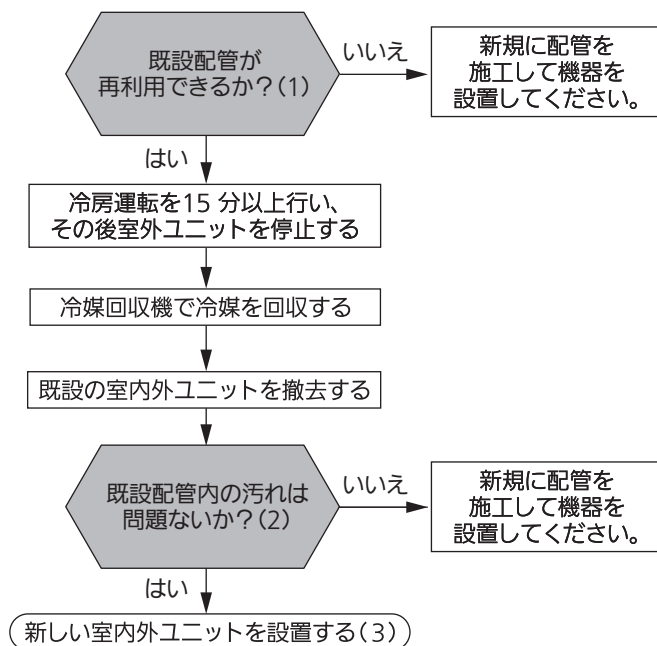 既設配管が
再利用できるか？(1)
いいえ
新規に配管を
施工して機器を
設置してください。
はい
冷房運転を15 分以上行い、
その後室外ユニットを停止する
冷媒回収機で冷媒を回収する
既設の室内外ユニットを撤去する
既設配管内の汚れは
問題ないか？(2)
いいえ
新規に配管を
施工して機器を
設置してください。
はい
新しい室内外ユニットを設置する(3)